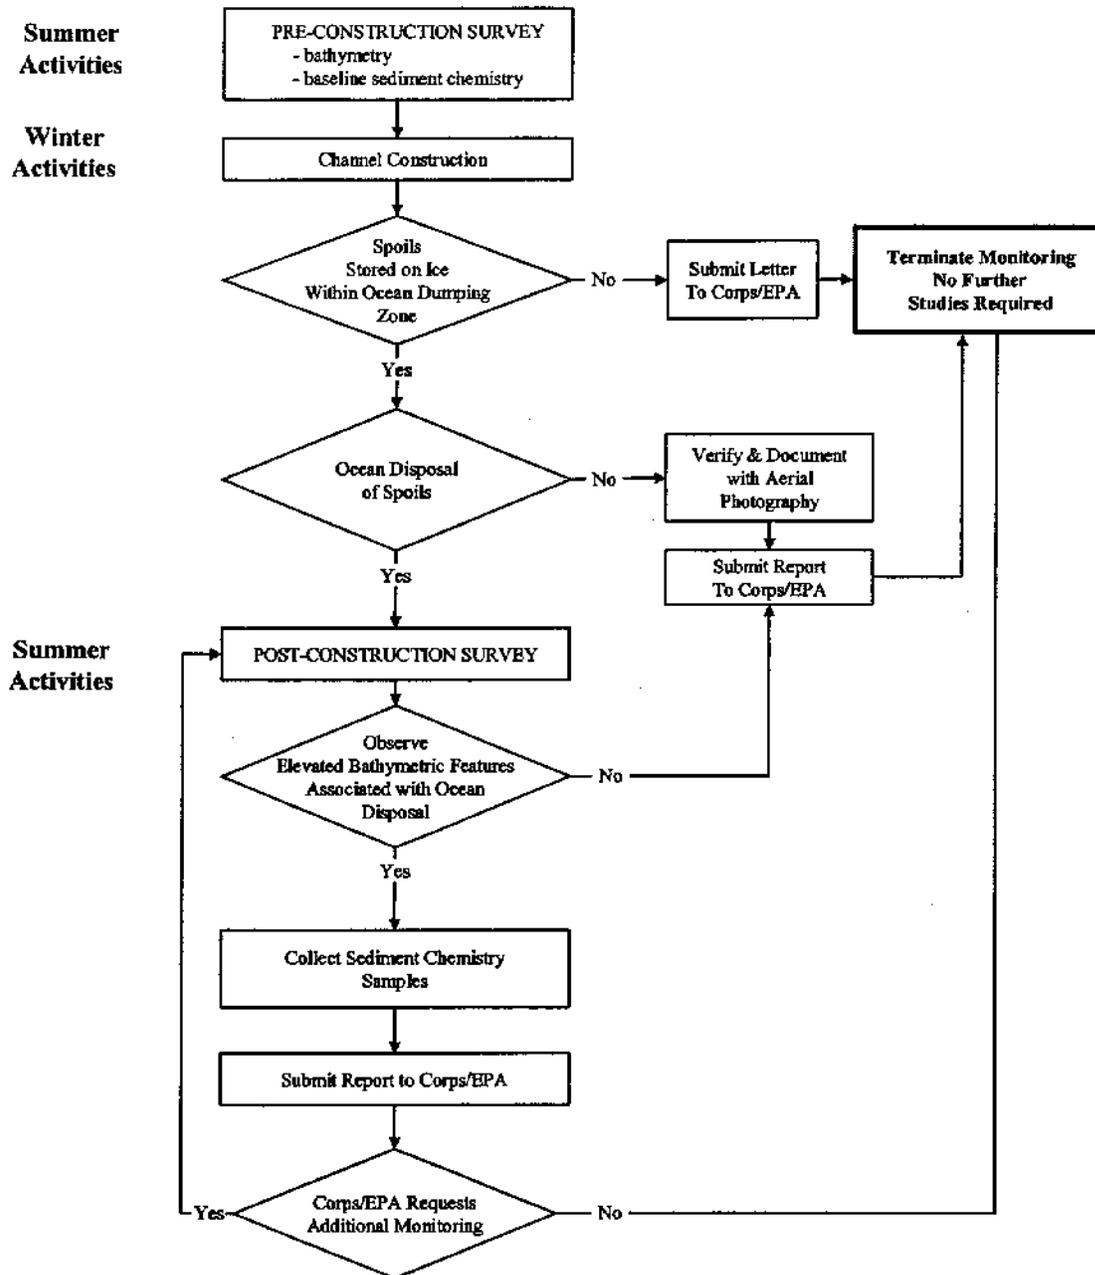 Summer
Activities
PRE-CONSTRUCTION SURVEY
- bathymetry
- baseline sediment chemistry
Winter
Activities
Channel Construction
Spoils
Stored on Ice
Within Ocean Dumping
Zone
No
Submit Letter
To Corps/EPA
Terminate Monitoring
No Further
Studies Required
Yes
Ocean Disposal
of Spoils
No
Verify & Document
with Aerial
Photography
Submit Report
To Corps/EPA
Yes
Summer
Activities
POST-CONSTRUCTION SURVEY
Observe
Elevated Bathymetric Features
Associated with Ocean
Disposal
No
Yes
Collect Sediment Chemistry
Samples
Submit Report to Corps/EPA
Yes
Corps/EPA Requests
Additional Monitoring
No